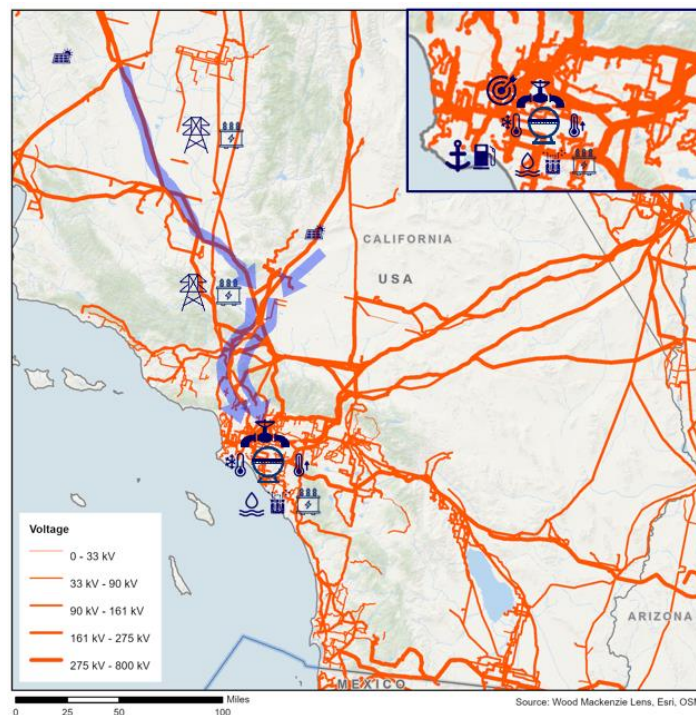 CALIFORNIA
USA
ARIZONA
MEXICO
Voltage
0 - 33 kV
33 kV - 90 kV
90 kV - 161 kV
161 kV - 275 kV
275 kV - 800 kV
Miles
0 25 50 100
Source: Wood Mackenzie Lens, Esri, OSM